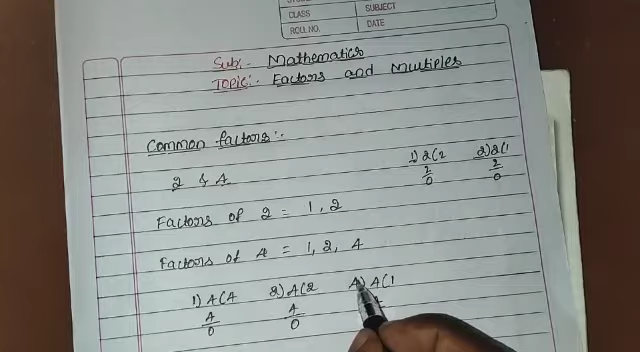 CLASS SUBJECT
ROLL NO. DATE
Sub:- Mathematics
Topic:- Factors and Multiples
Common factors:-
2 & 4 1) 2 (2 2) 2 (1
2 2
0 0
Factors of 2 = 1, 2
Factors of 4 = 1, 2, 4
1) 4 (4 2) 4 (2 4) 4 (1
4 4
0 0